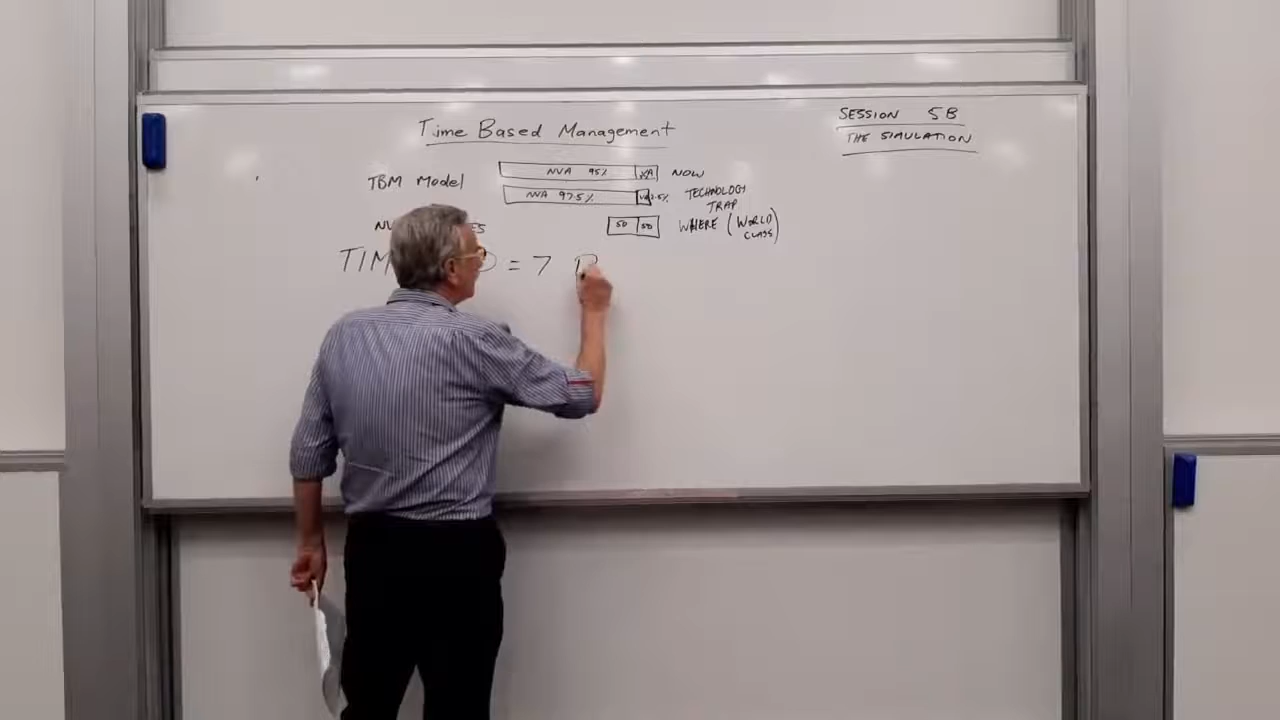 SESSION 5B
THE SIMULATION
Time Based Management
NVA 95% VA NOW
TBM Model
NVA 97.5% 2.5% TECHNOLOGY
TRAP
50 50 WHERE (WORLD
CLASS)
= 7